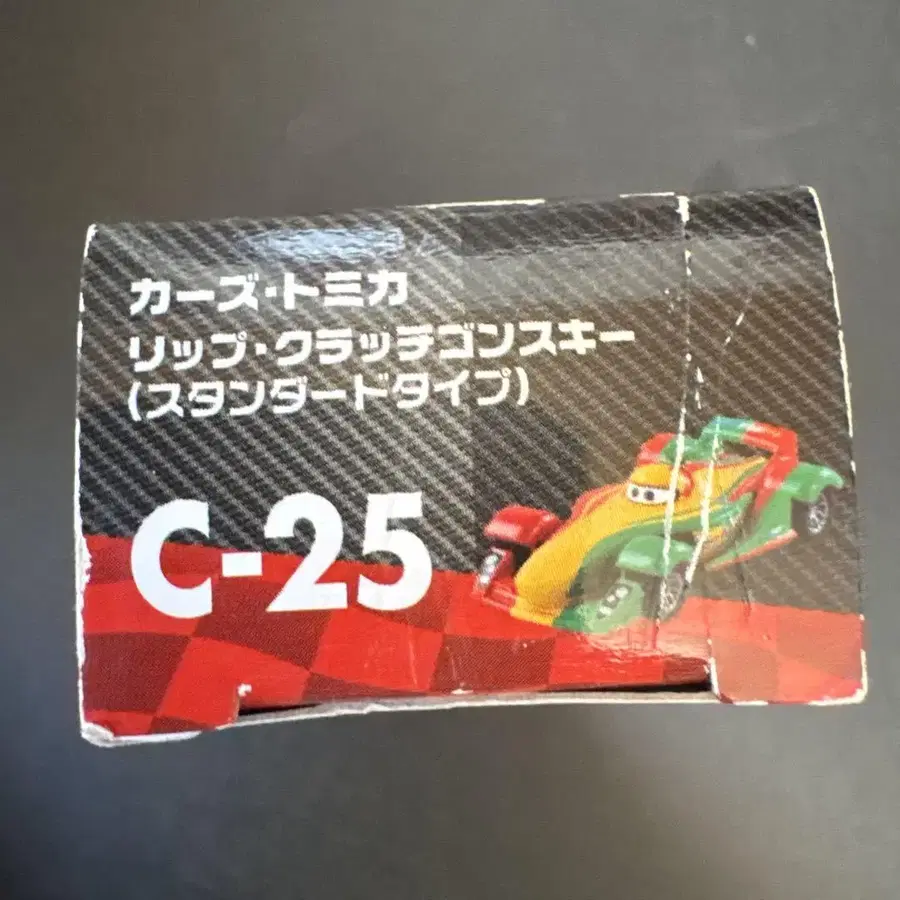 カーズ・トミカ
リップ・クラッチゴンスキー
(スタンダードタイプ)
C-25